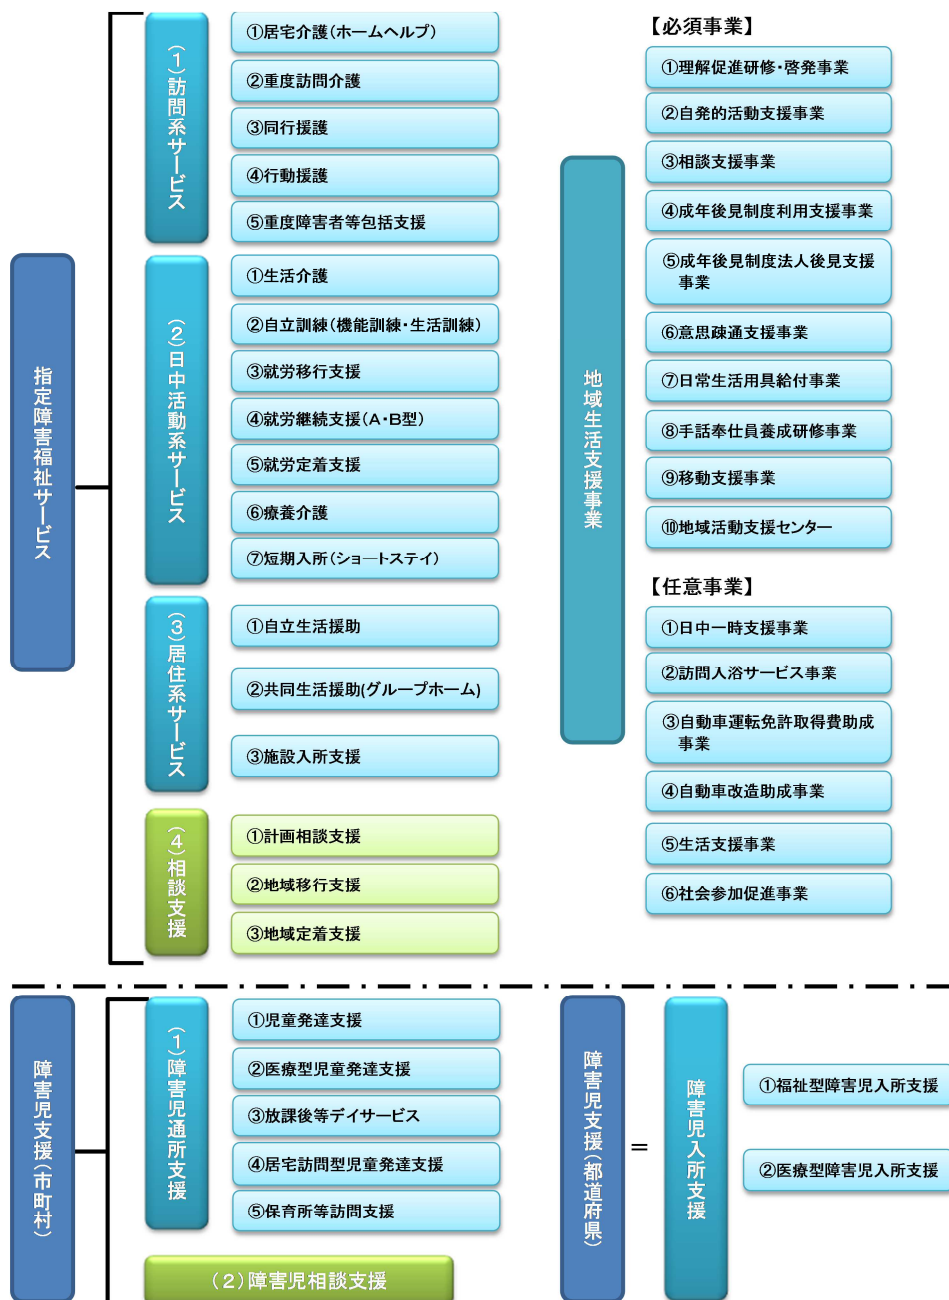 指定障害福祉サービス
(1)訪問系サービス
①居宅介護(ホームヘルプ)
②重度訪問介護
③同行援護
④行動援護
⑤重度障害者等包括支援
(2)日中活動系サービス
①生活介護
②自立訓練(機能訓練・生活訓練)
③就労移行支援
④就労継続支援(A・B型)
⑤就労定着支援
⑥療養介護
⑦短期入所(ショートステイ)
(3)居住系サービス
①自立生活援助
②共同生活援助(グループホーム)
③施設入所支援
(4)相談支援
①計画相談支援
②地域移行支援
③地域定着支援
地域生活支援事業
【必須事業】
①理解促進研修・啓発事業
②自発的活動支援事業
③相談支援事業
④成年後見制度利用支援事業
⑤成年後見制度法人後見支援
事業
⑥意思疎通支援事業
⑦日常生活用具給付事業
⑧手話奉仕員養成研修事業
⑨移動支援事業
⑩地域活動支援センター
【任意事業】
①日中一時支援事業
②訪問入浴サービス事業
③自動車運転免許取得費助成
事業
④自動車改造助成事業
⑤生活支援事業
⑥社会参加促進事業
障害児支援(市町村)
(1)障害児通所支援
①児童発達支援
②医療型児童発達支援
③放課後等デイサービス
④居宅訪問型児童発達支援
⑤保育所等訪問支援
(2)障害児相談支援
障害児支援(都道府県)
=
障害児入所支援
①福祉型障害児入所支援
②医療型障害児入所支援